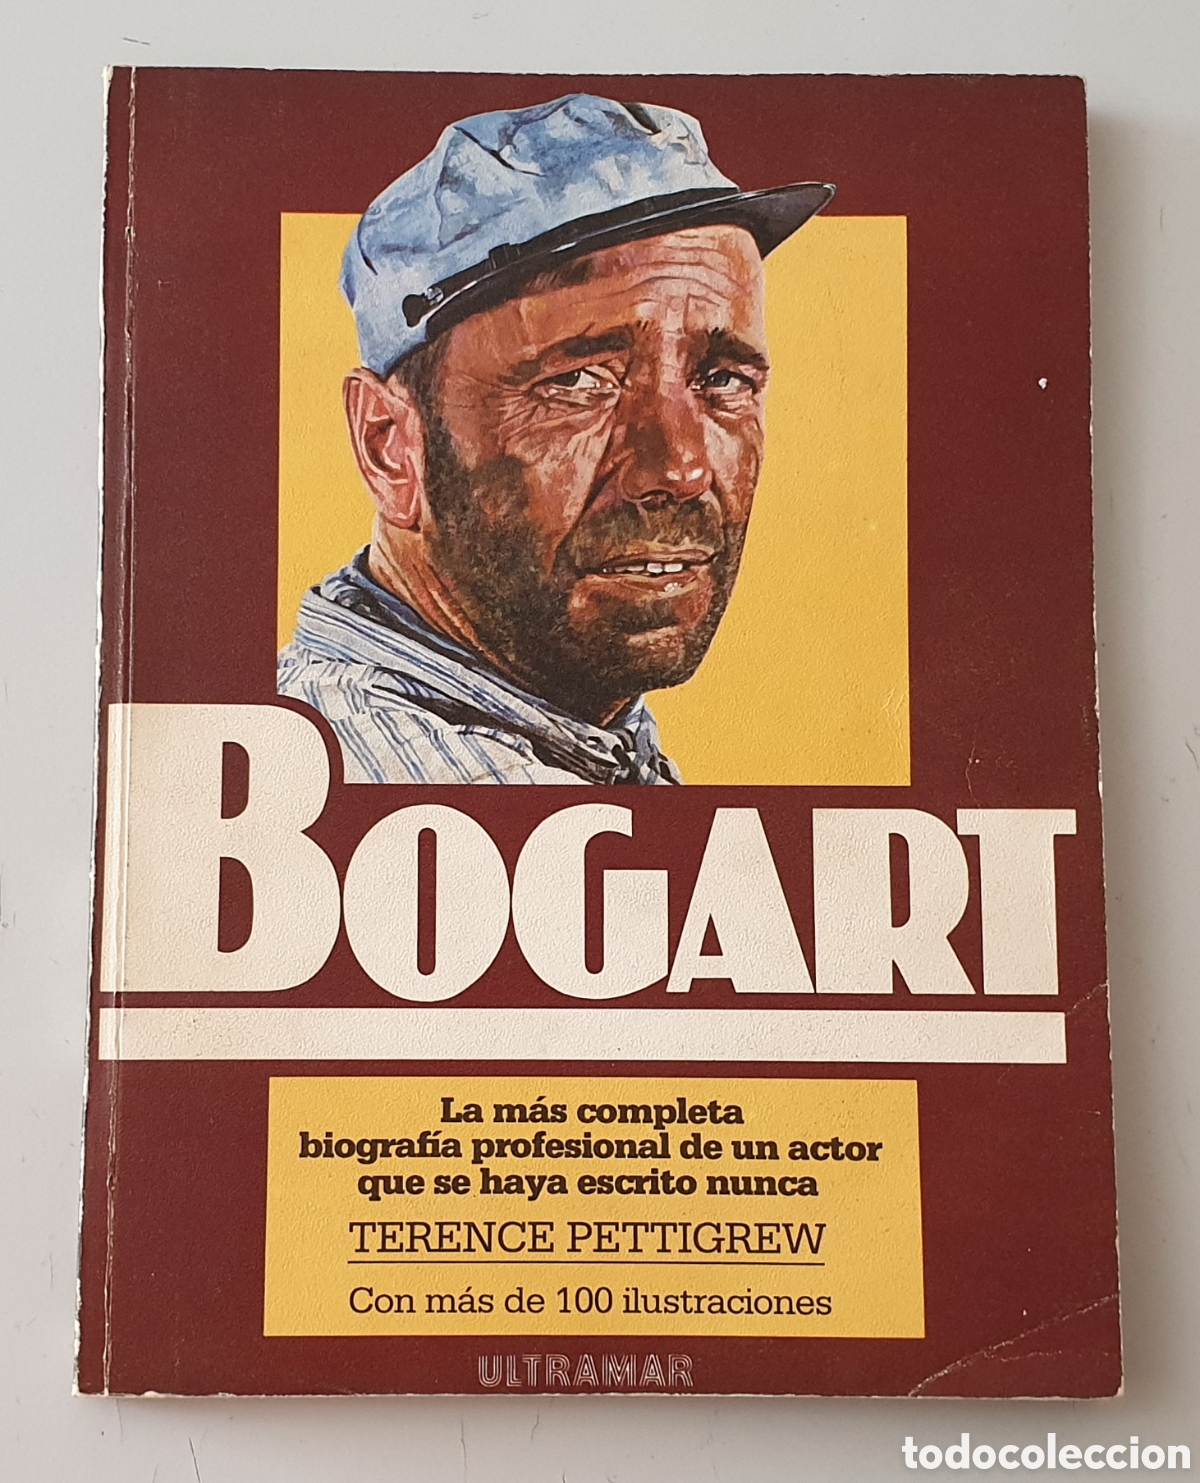 BOGART
La más completa
biografía profesional de un actor
que se haya escrito nunca
TERENCE PETTIGREW
Con más de 100 ilustraciones
ULTRAMAR
todocoleccion